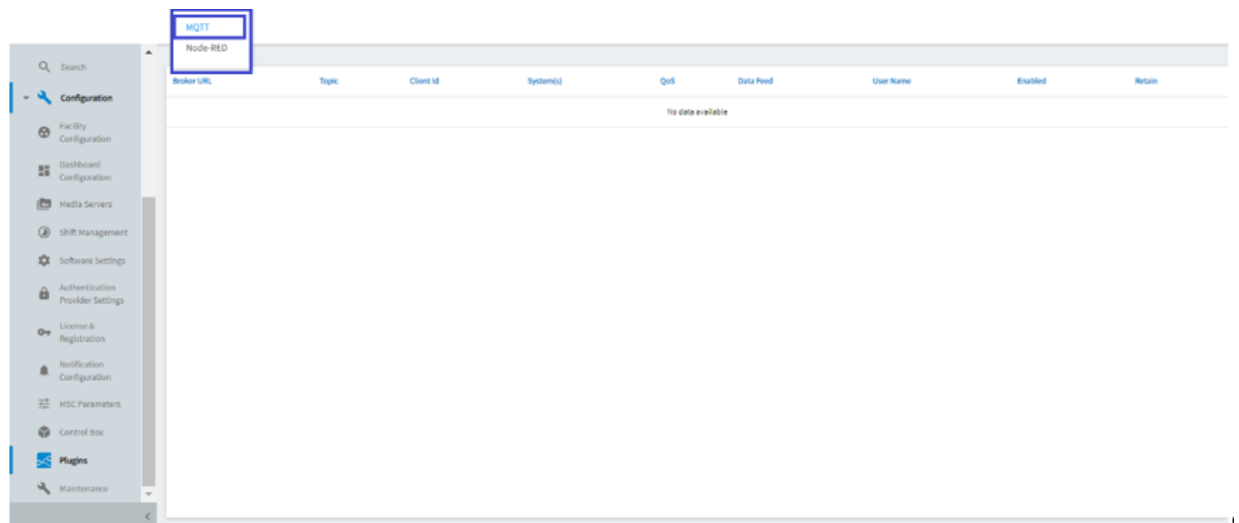 MQTT
Node-RED
Search
Configuration
Facility
Configuration
Dashboard
Configuration
Media Servers
Shift Management
Software Settings
Authentication
Provider Settings
License &
Registration
Notification
Configuration
MSC Parameters
Control Box
Plugins
Maintenance
Broker URL Topic Client Id System(s) QoS Data Feed User Name Enabled Retain
No data available